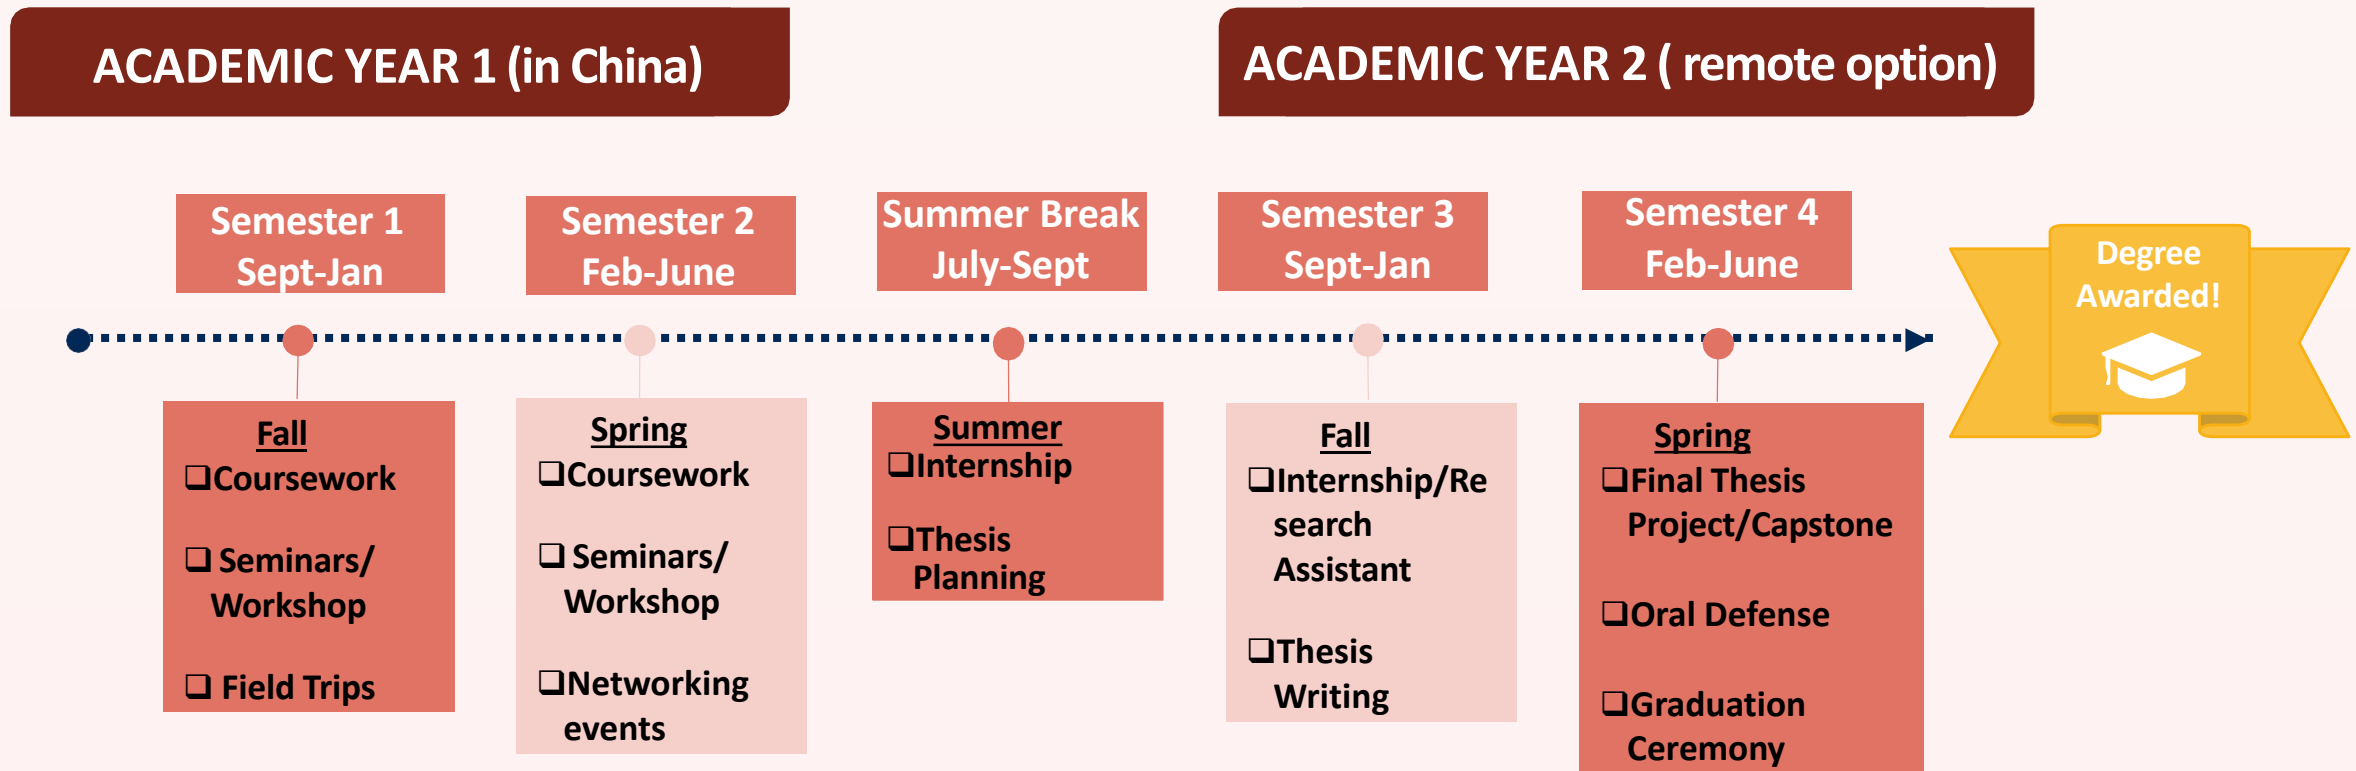 ACADEMIC YEAR 1 (in China)
ACADEMIC YEAR 2 ( remote option)
Semester 1
Sept-Jan
Semester 2
Feb-June
Summer Break
July-Sept
Semester 3
Sept-Jan
Semester 4
Feb-June
Degree
Awarded!
Fall
❑Coursework
❑ Seminars/
Workshop
❑ Field Trips
Spring
❑Coursework
❑ Seminars/
Workshop
❑Networking
events
Summer
❑Internship
❑Thesis
Planning
Fall
❑Internship/Re
search
Assistant
❑Thesis
Writing
Spring
❑Final Thesis
Project/Capstone
❑Oral Defense
❑Graduation
Ceremony